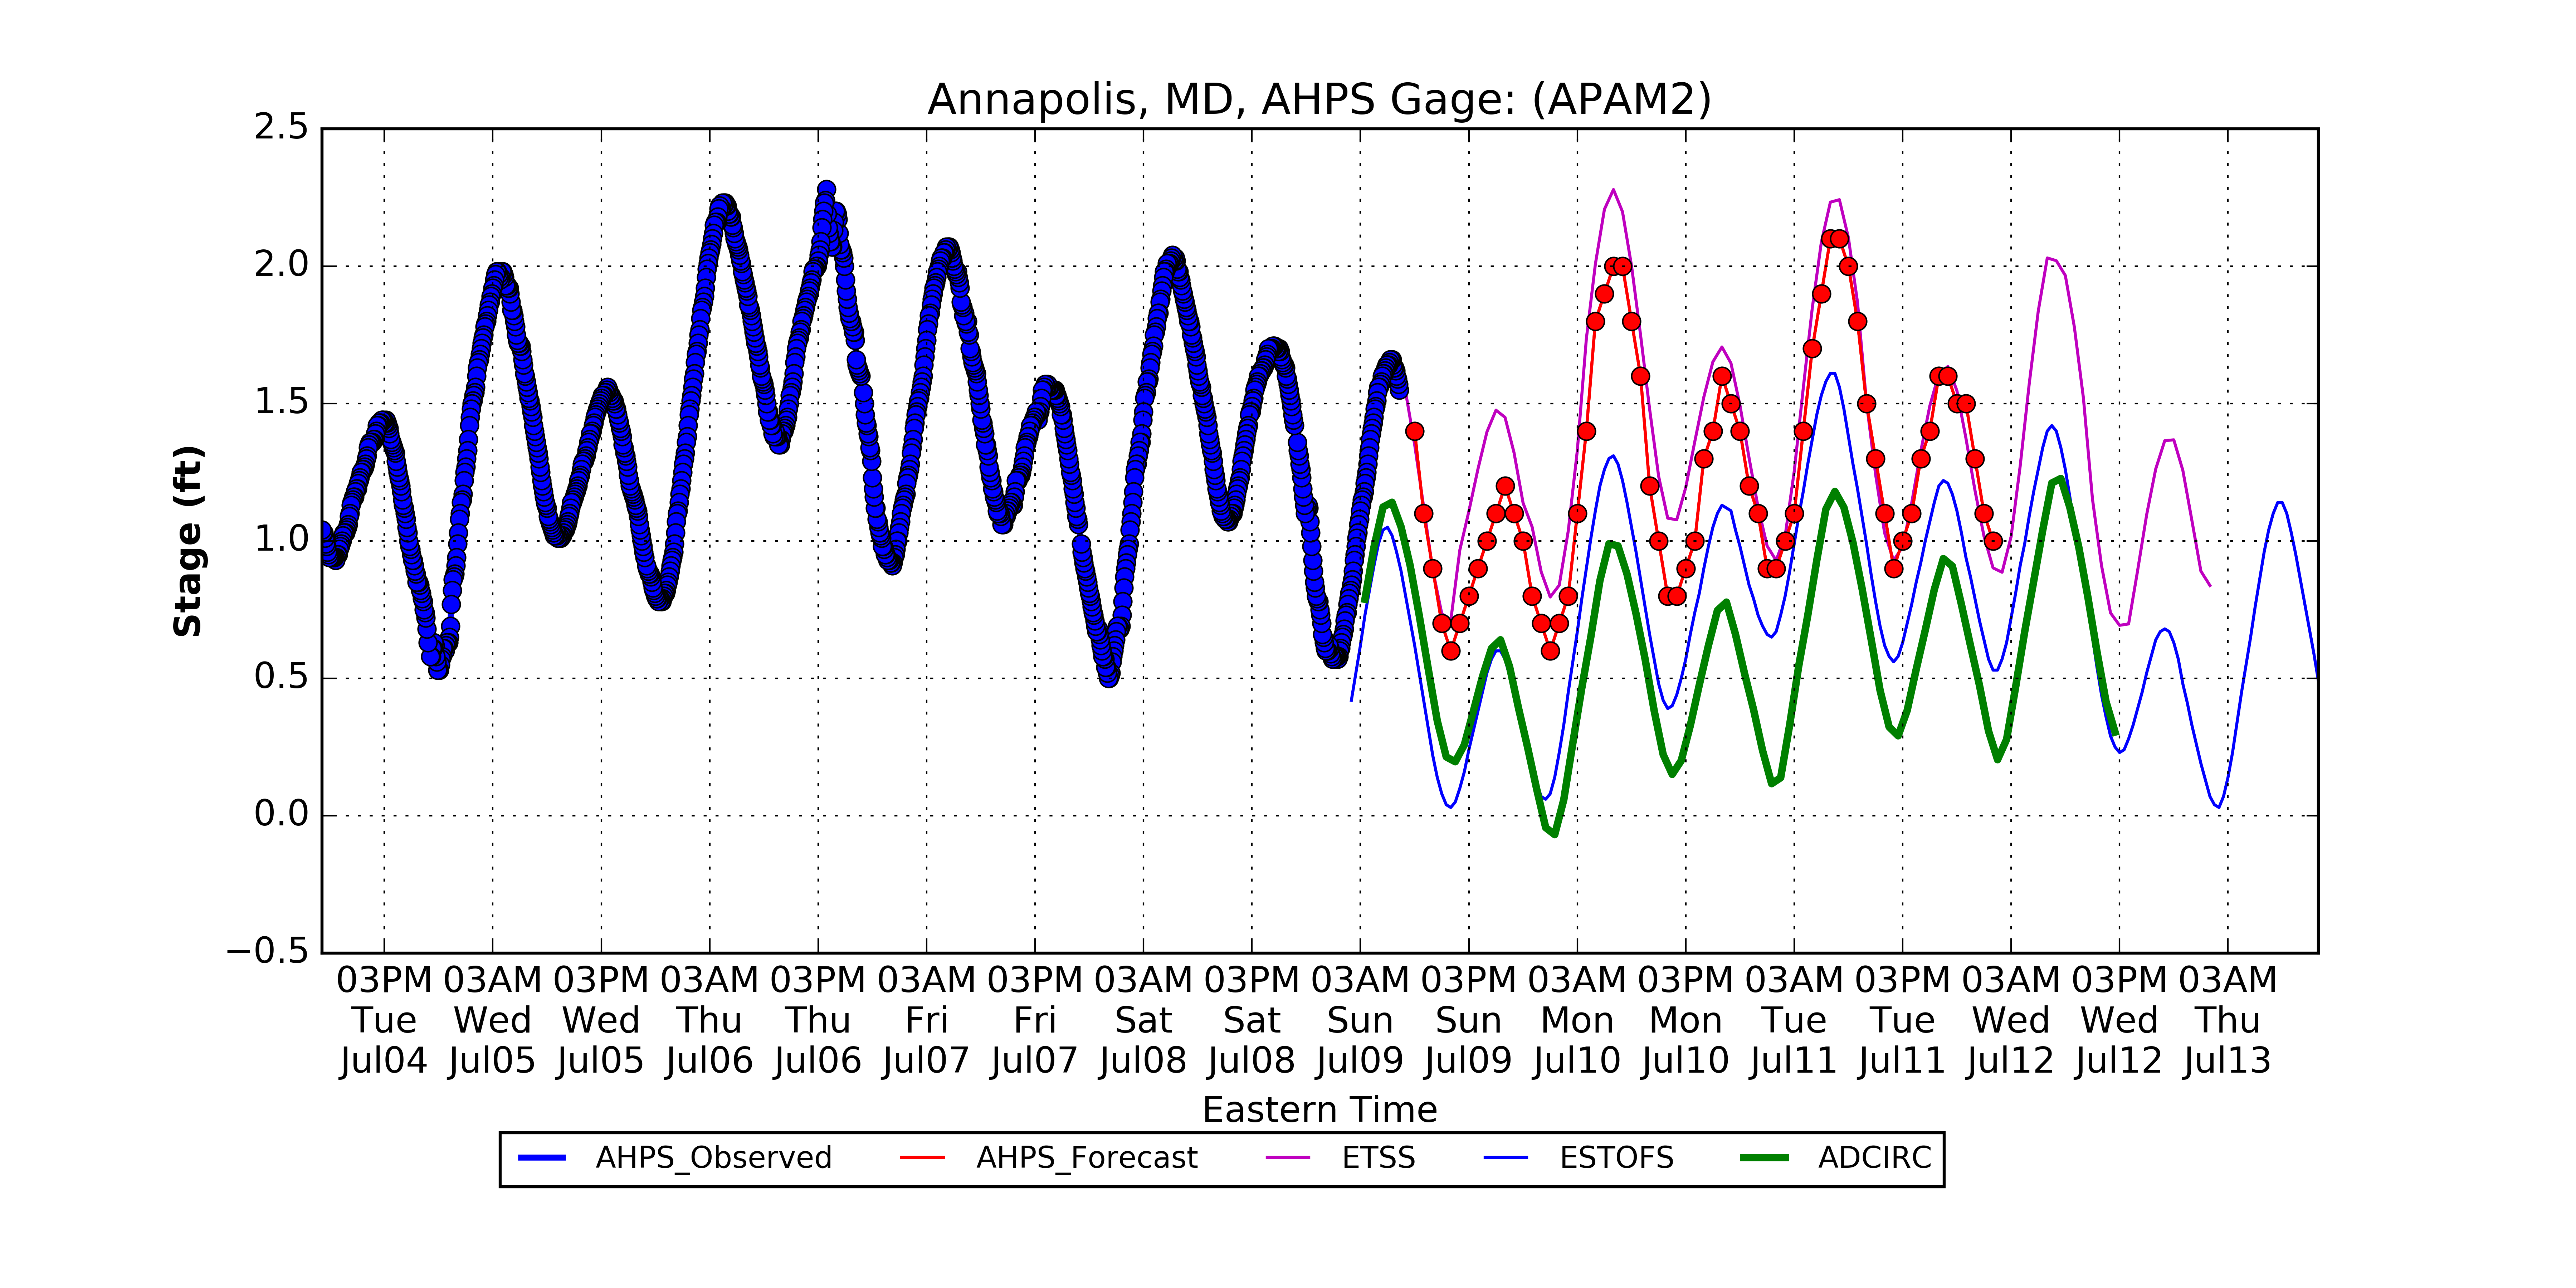 Annapolis, MD, AHPS Gage: (APAM2)
2.5
2.0
1.5
1.0
0.5
0.0
−0.5
Stage (ft)
03PM 03AM 03PM 03AM 03PM 03AM 03PM 03AM 03PM 03AM 03PM 03AM 03PM 03AM 03PM 03AM 03PM 03AM
Tue Wed Wed Thu Thu Fri Fri Sat Sat Sun Sun Mon Mon Tue Tue Wed Wed Thu
Jul04 Jul05 Jul05 Jul06 Jul06 Jul07 Jul07 Jul08 Jul08 Jul09 Jul09 Jul10 Jul10 Jul11 Jul11 Jul12 Jul12 Jul13
Eastern Time
AHPS_Observed AHPS_Forecast ETSS ESTOFS ADCIRC